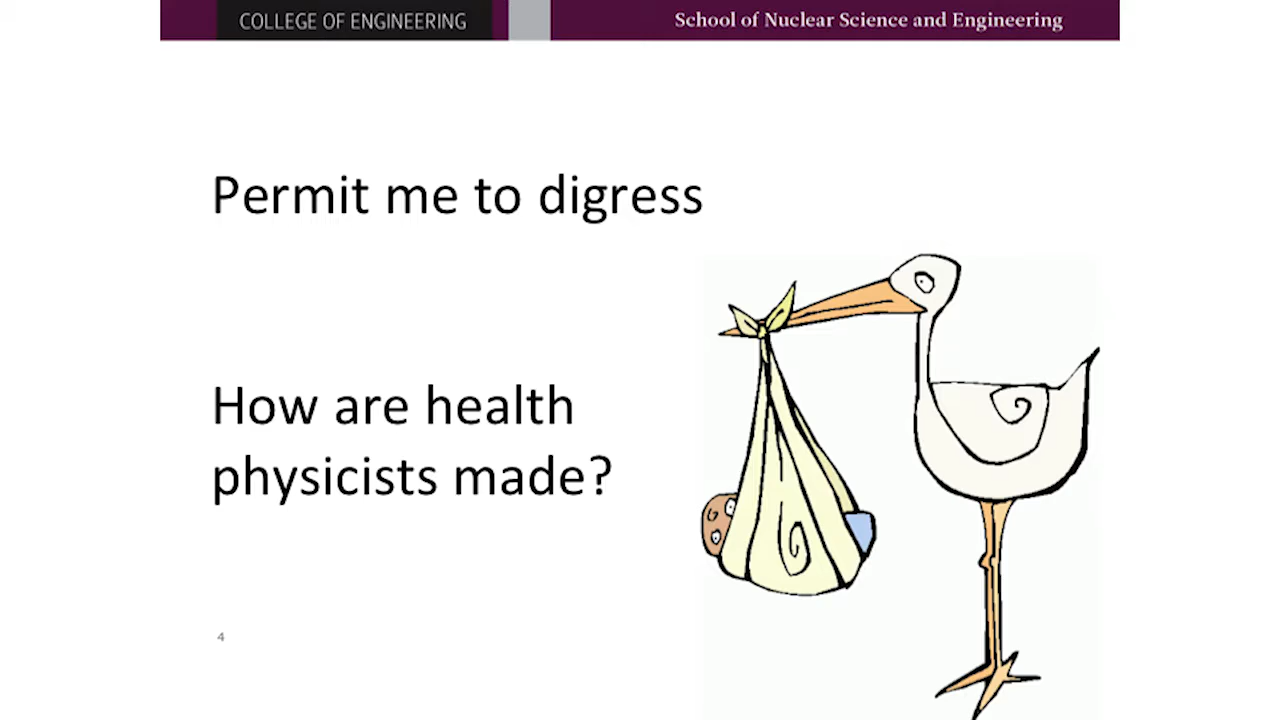 COLLEGE OF ENGINEERING
School of Nuclear Science and Engineering
Permit me to digress
How are health
physicists made?
4